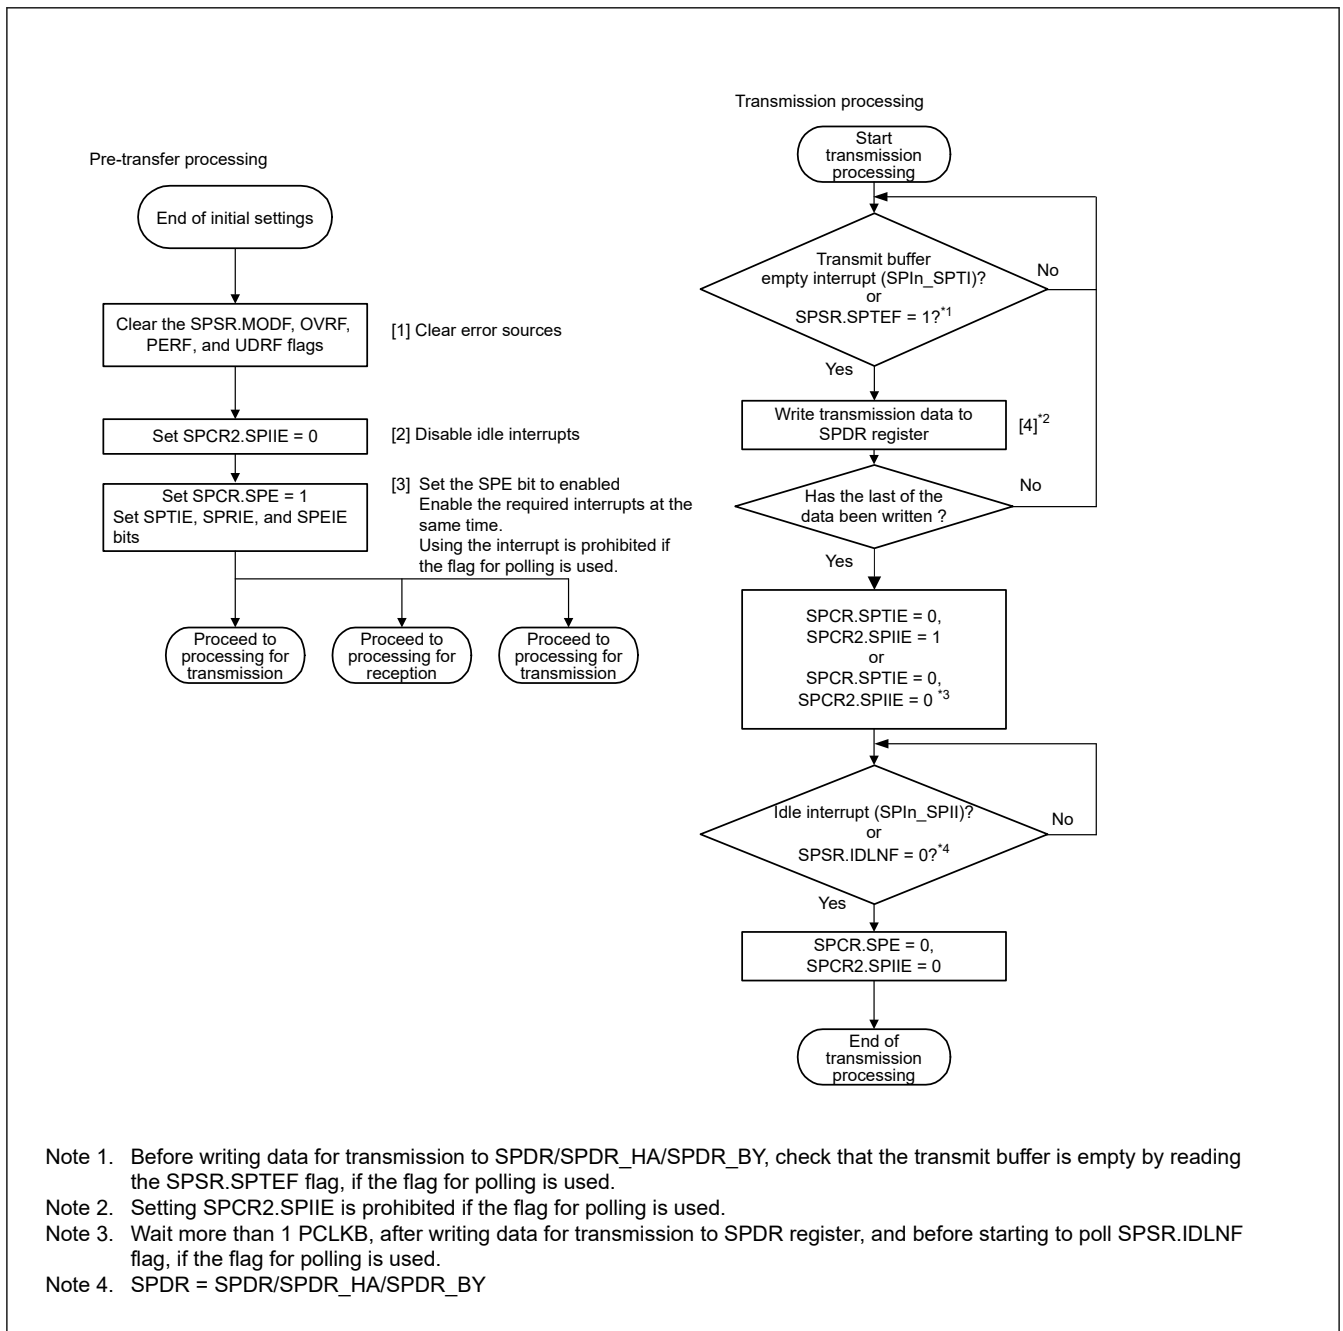 Pre-transfer processing
End of initial settings
Clear the SPSR.MODF, OVRF,
PERF, and UDRF flags
[1] Clear error sources
Set SPCR2.SPIIE = 0
[2] Disable idle interrupts
Set SPCR.SPE = 1
Set SPTIE, SPRIE, and SPEIE
bits
[3] Set the SPE bit to enabled
Enable the required interrupts at the
same time.
Using the interrupt is prohibited if
the flag for polling is used.
Proceed to
processing for
transmission
Proceed to
processing for
reception
Proceed to
processing for
transmission
Transmission processing
Start
transmission
processing
Transmit buffer
empty interrupt (SPIn_SPTI)?
or
SPSR.SPTEF = 1?*1
No
Yes
Write transmission data to
SPDR register
[4]*2
Has the last of the
data been written ?
No
Yes
SPCR.SPTIE = 0,
SPCR2.SPIIE = 1
or
SPCR.SPTIE = 0,
SPCR2.SPIIE = 0 *3
Idle interrupt (SPIn_SPII)?
or
SPSR.IDLNF = 0?*4
No
Yes
SPCR.SPE = 0,
SPCR2.SPIIE = 0
End of
transmission
processing
Note 1. Before writing data for transmission to SPDR/SPDR_HA/SPDR_BY, check that the transmit buffer is empty by reading
the SPSR.SPTEF flag, if the flag for polling is used.
Note 2. Setting SPCR2.SPIIE is prohibited if the flag for polling is used.
Note 3. Wait more than 1 PCLKB, after writing data for transmission to SPDR register, and before starting to poll SPSR.IDLNF
flag, if the flag for polling is used.
Note 4. SPDR = SPDR/SPDR_HA/SPDR_BY